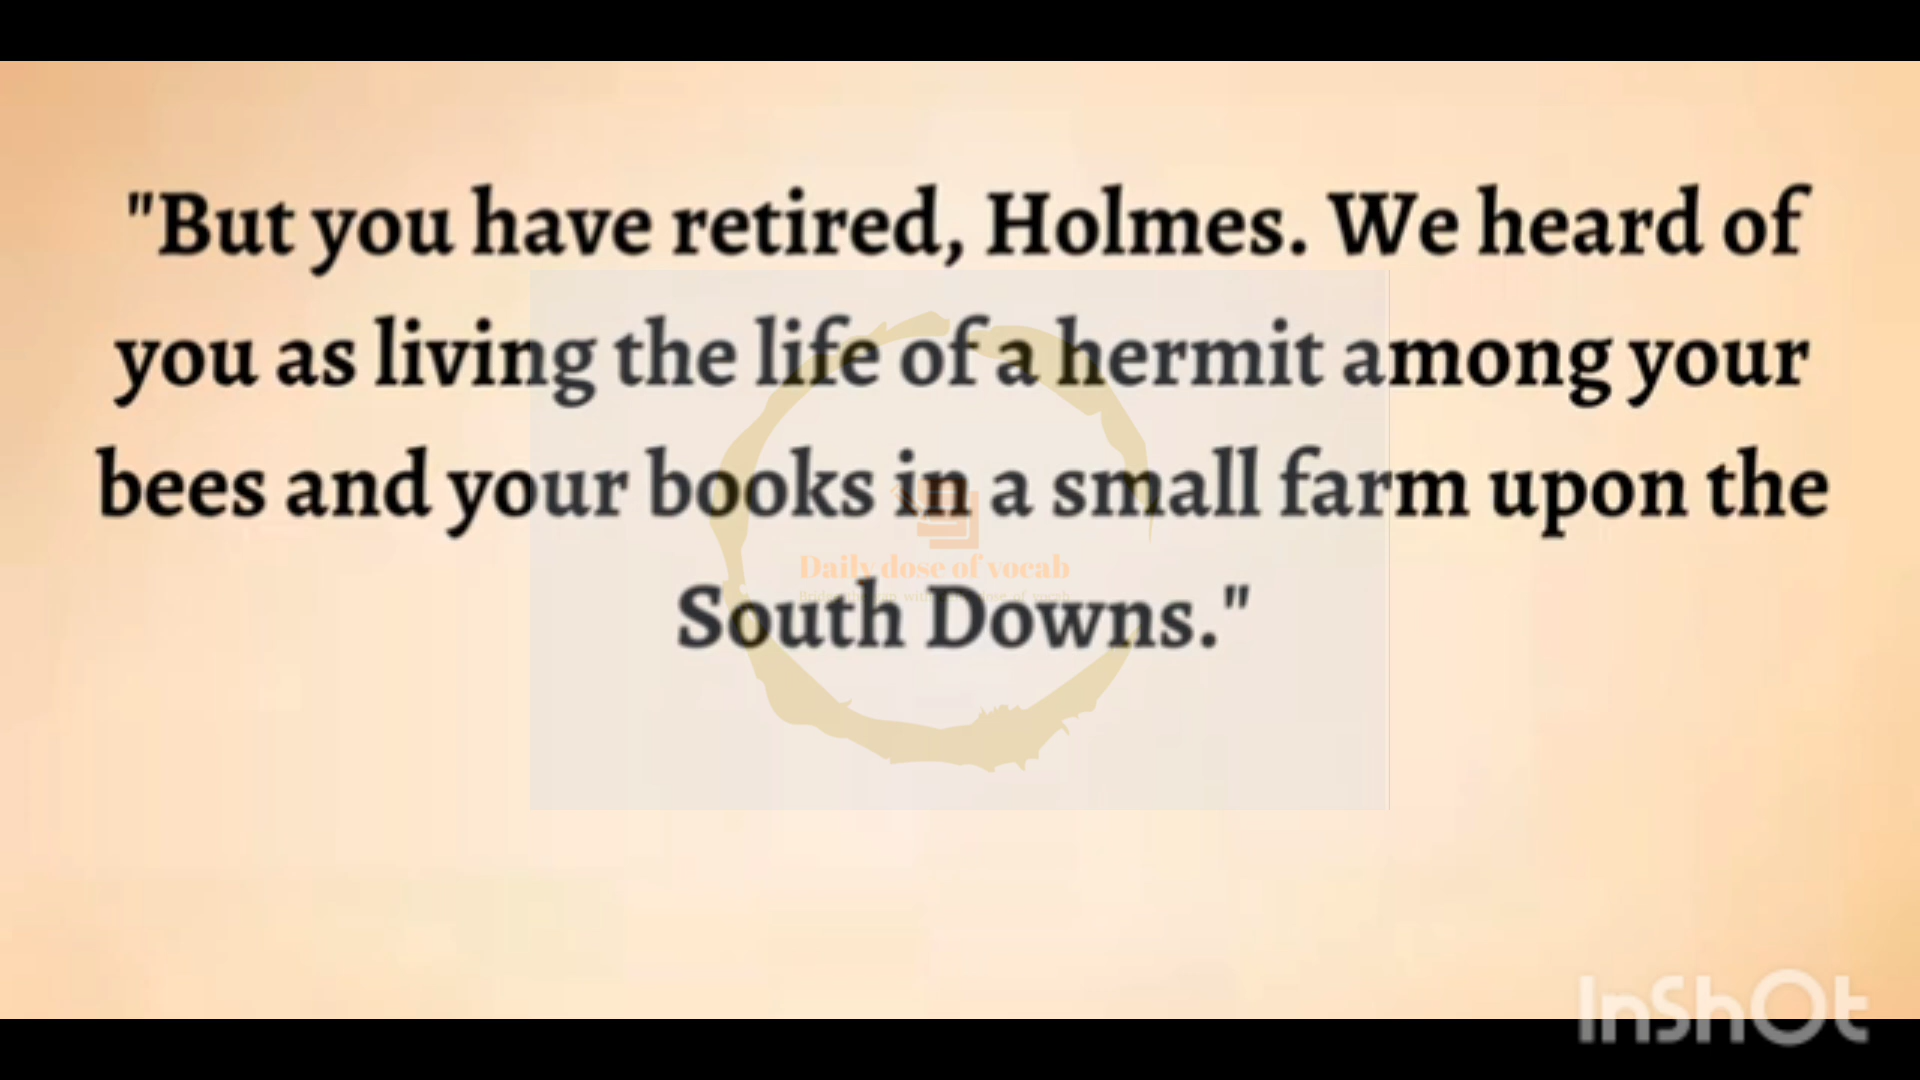 "But you have retired, Holmes. We heard of
you as living the life of a hermit among your
bees and your books in a small farm upon the
Daily dose of vocab
South Downs."
InShOt